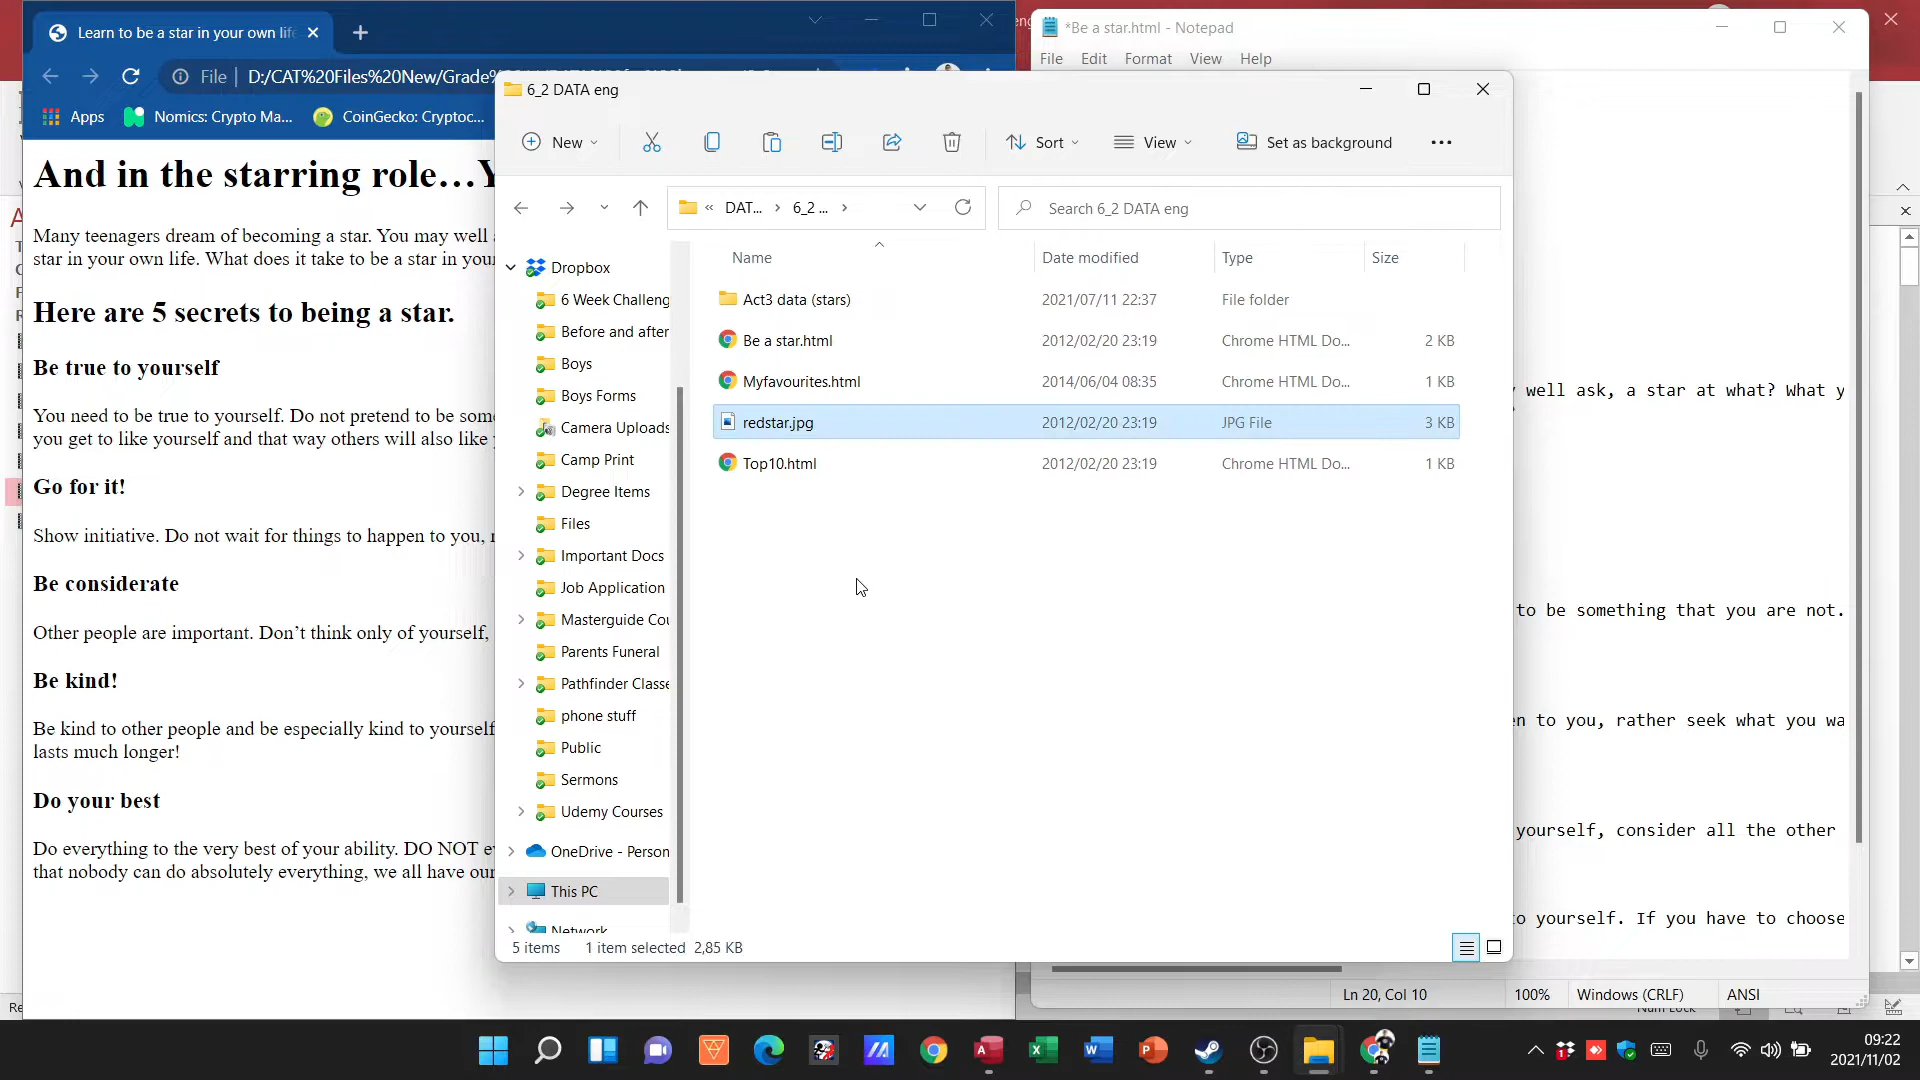 Learn to be a star in your own life
File
D:/CAT%20Files%20New/Grade%
Apps
Nomics: Crypto Ma...
CoinGecko: Cryptoc...
And in the starring role…Y
Many teenagers dream of becoming a star. You may well a
star in your own life. What does it take to be a star in your
Here are 5 secrets to being a star.
Be true to yourself
You need to be true to yourself. Do not pretend to be som
you get to like yourself and that way others will also like
Go for it!
Show initiative. Do not wait for things to happen to you, r
Be considerate
Other people are important. Don’t think only of yourself,
Be kind!
Be kind to other people and be especially kind to yourself
lasts much longer!
Do your best
Do everything to the very best of your ability. DO NOT ev
that nobody can do absolutely everything, we all have our
6_2 DATA eng
New
Sort
View
Set as background
« DAT... › 6_2 ... ›
Search 6_2 DATA eng
Dropbox
6 Week Challeng
Before and after
Boys
Boys Forms
Camera Uploads
Camp Print
Degree Items
Files
Important Docs
Job Application
Masterguide Cou
Parents Funeral
Pathfinder Classe
phone stuff
Public
Sermons
Udemy Courses
OneDrive - Person
This PC
Network
Name Date modified Type Size
Act3 data (stars) 2021/07/11 22:37 File folder
Be a star.html 2012/02/20 23:19 Chrome HTML Do... 2 KB
Myfavourites.html 2014/06/04 08:35 Chrome HTML Do... 1 KB
redstar.jpg 2012/02/20 23:19 JPG File 3 KB
Top10.html 2012/02/20 23:19 Chrome HTML Do... 1 KB
5 items 1 item selected 2,85 KB
*Be a star.html - Notepad
File Edit Format View Help
well ask, a star at what? What y
to be something that you are not.
n to you, rather seek what you wa
yourself, consider all the other
o yourself. If you have to choose
Ln 20, Col 10 100% Windows (CRLF) ANSI
Num Lock
09:22
2021/11/02